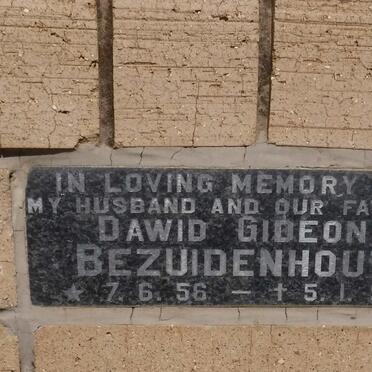 IN LOVING MEMORY
MY HUSBAND AND OUR FA
DAWID GIDEON
BEZUIDENHOU
★ 7. 6. 56 — † 5. 1.